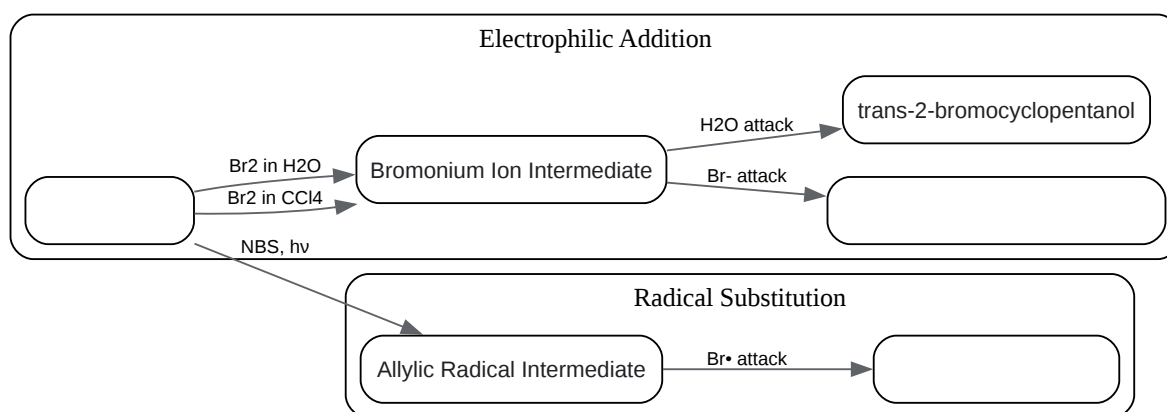 Electrophilic Addition
trans-2-bromocyclopentanol
H2O attack
Br2 in H2O
Bromonium Ion Intermediate
Br- attack
Br2 in CCl4
NBS, hν
Radical Substitution
Allylic Radical Intermediate
Br• attack